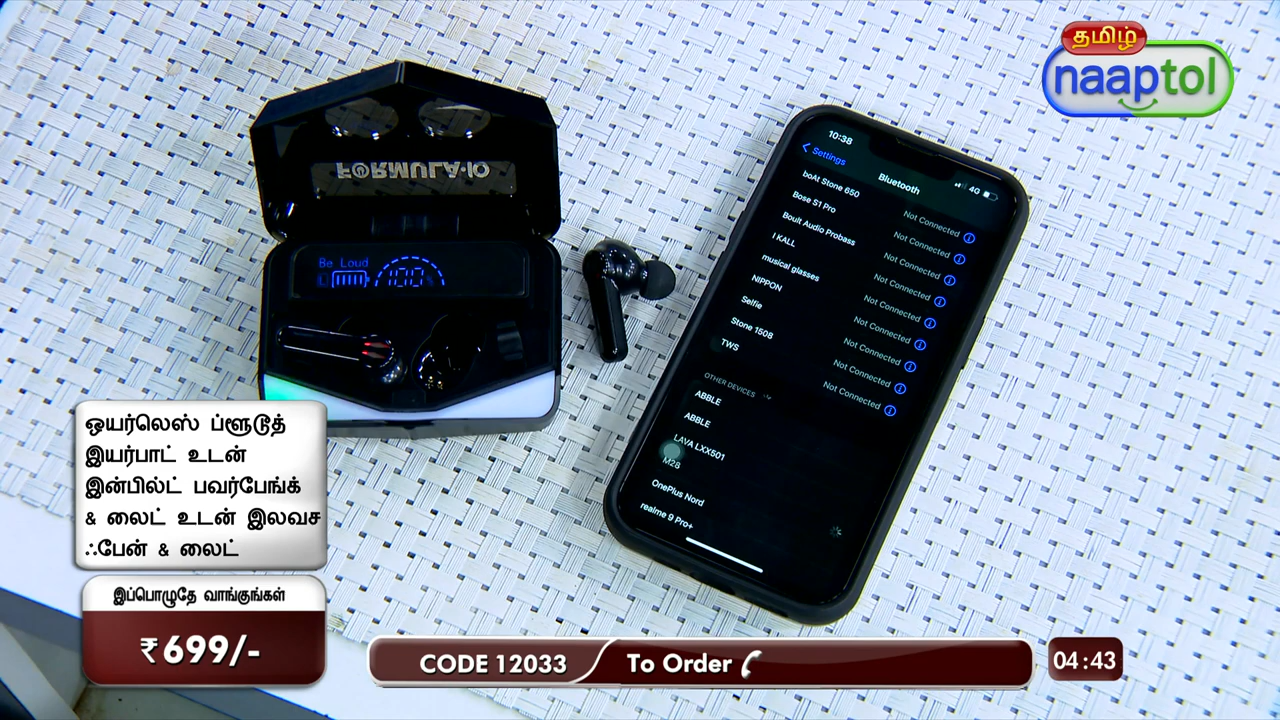 தமிழ்
naaptol
FORMULA·IO
Be Loud
100%
10:38
4G
Settings
Bluetooth
boAt Stone 650 Not Connected
Bose S1 Pro Not Connected
Boult Audio Probass Not Connected
I KALL Not Connected
musical glasses Not Connected
NIPPON Not Connected
Selfie Not Connected
Stone 1508 Not Connected
TWS Not Connected
OTHER DEVICES
ABBLE
ABBLE
LAVA LXX501
M28
OnePlus Nord
realme 9 Pro+
ஒயர்லெஸ் ப்ளூடூத்
இயர்பாட் உடன்
இன்பில்ட் பவர்பேங்க்
& லைட் உடன் இலவச
ஃபேன் & லைட்
இப்பொழுதே வாங்குங்கள்
₹699/-
CODE 12033 To Order
04:43